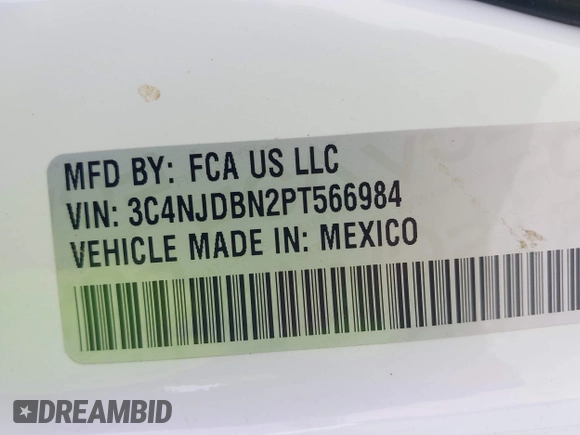 MFD BY: FCA US LLC
VIN: 3C4NJDBN2PT566984
VEHICLE MADE IN: MEXICO
DREAMBID